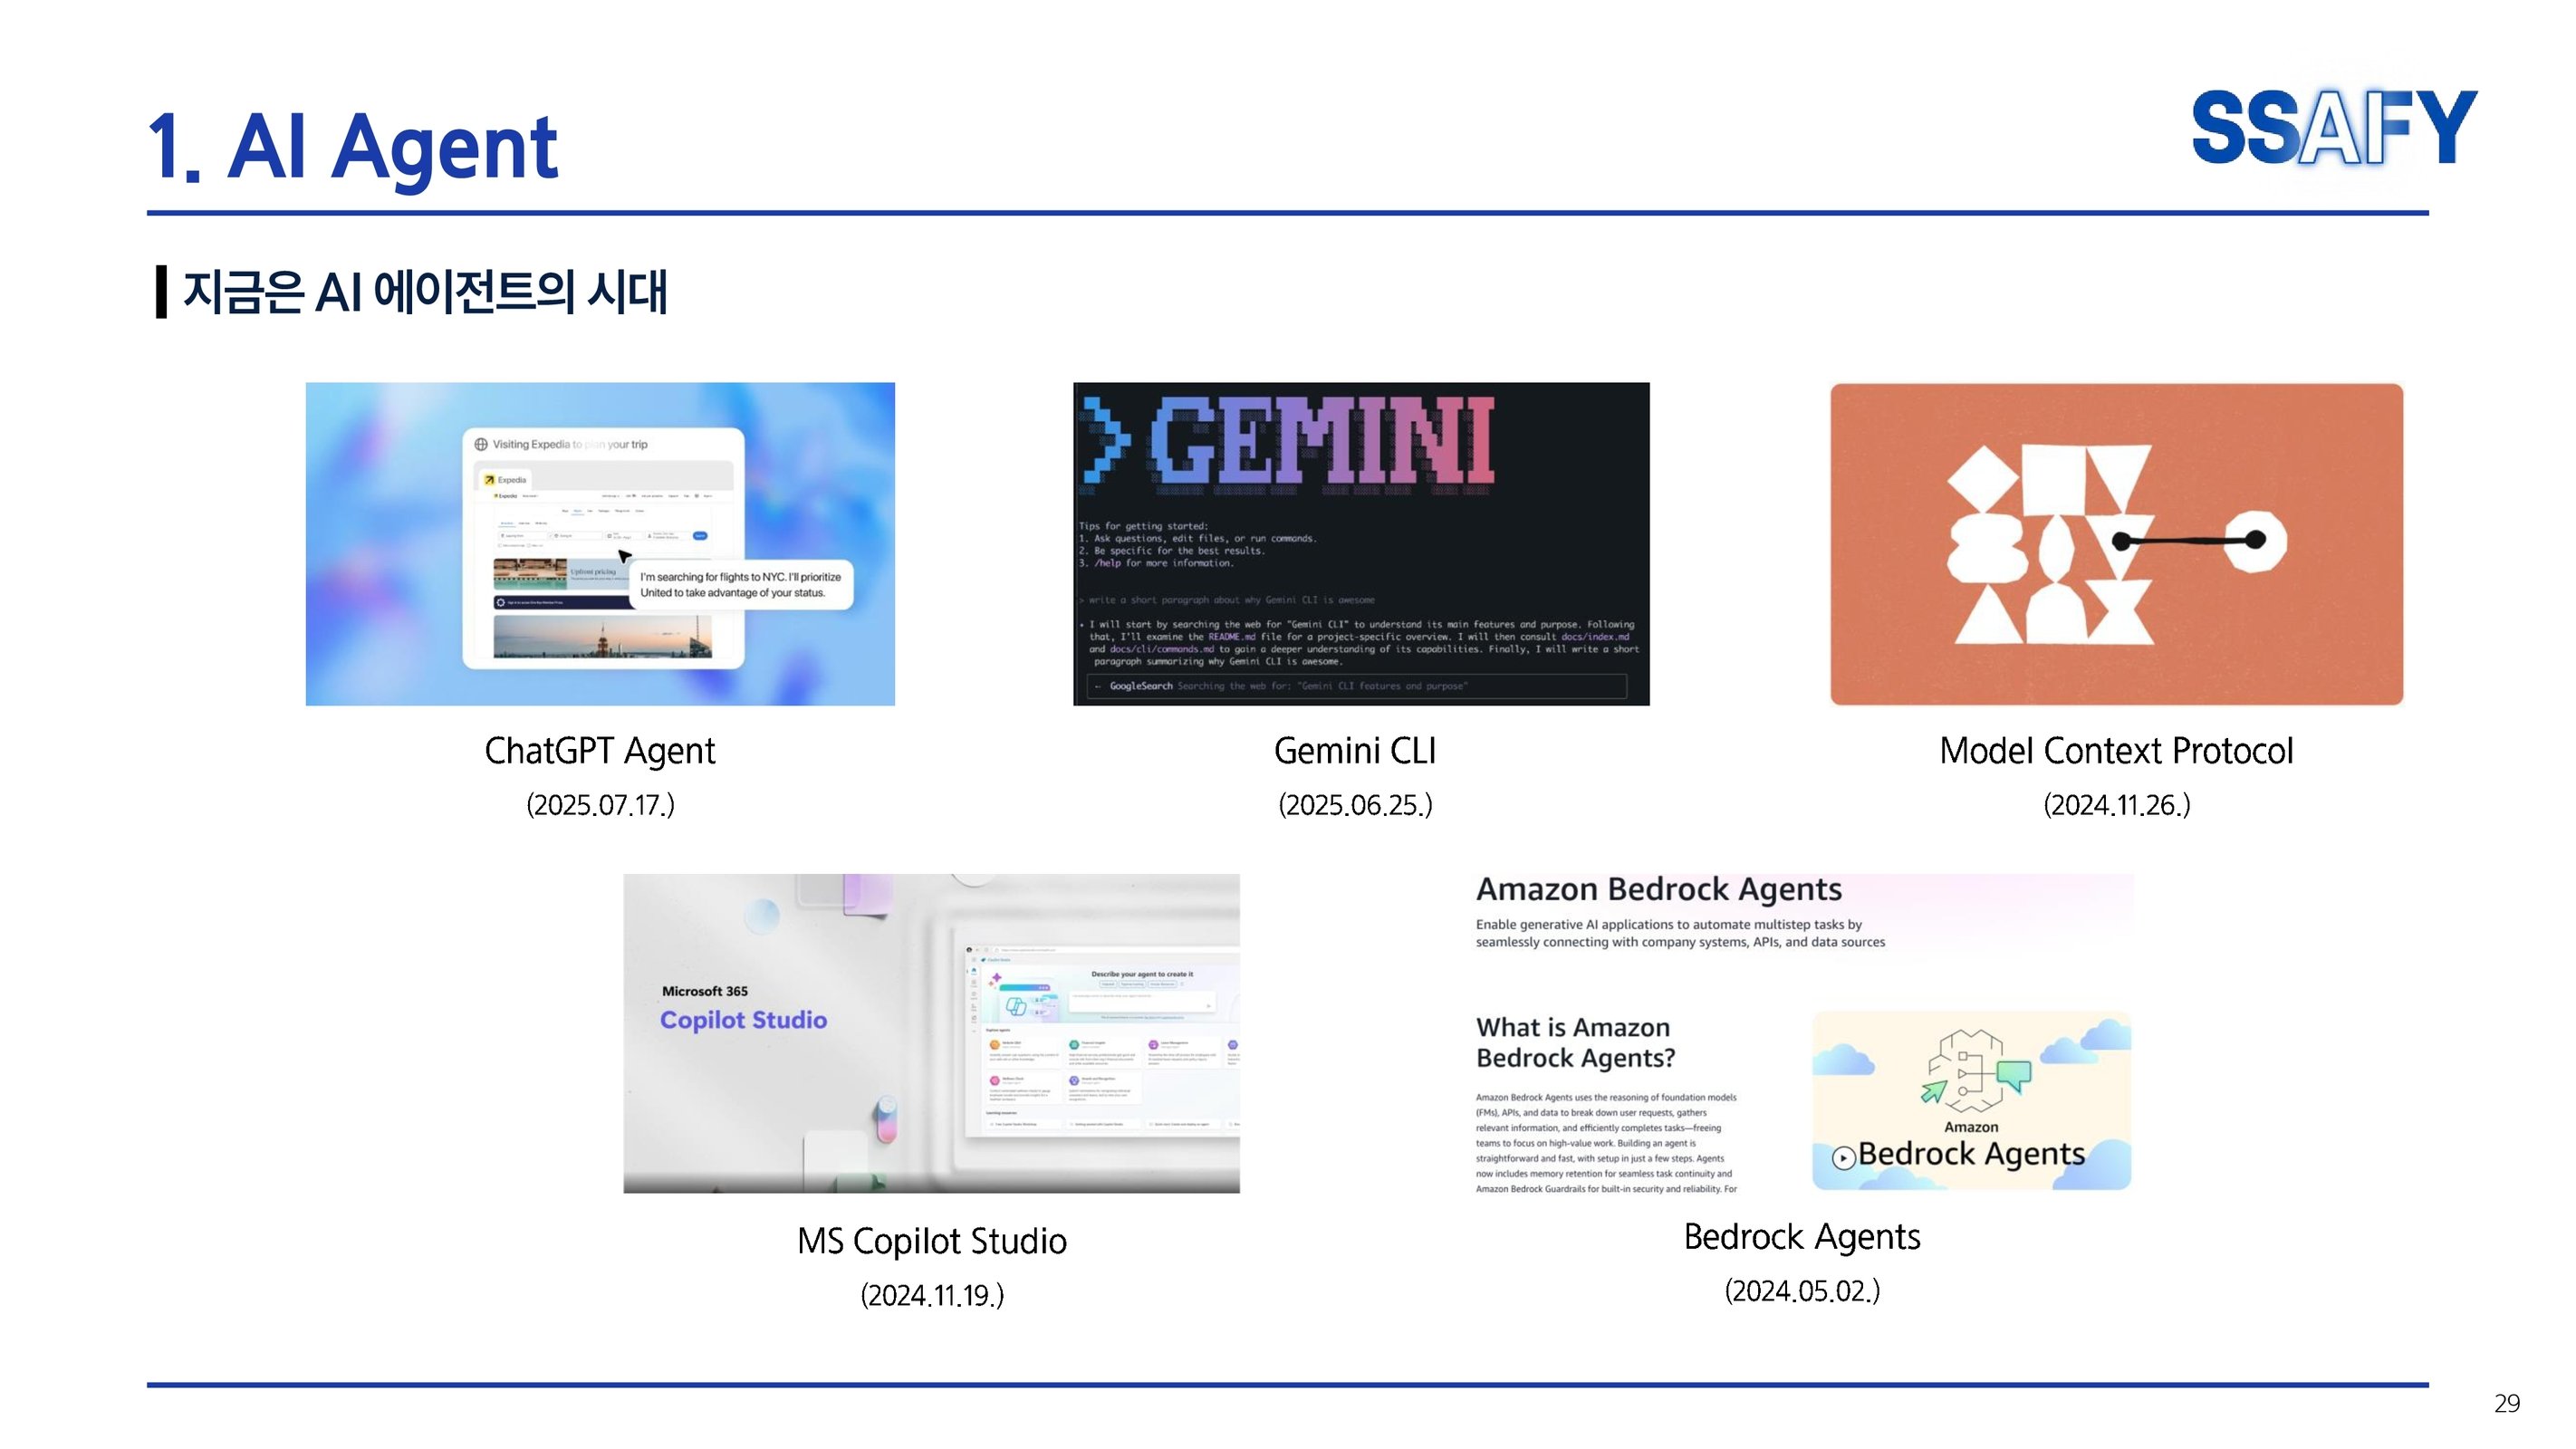 1. AI Agent
SSAFY
지금은 AI 에이전트의 시대
Visiting Expedia to plan your trip
Expedia
Expedia
Upfront pricing
I'm searching for flights to NYC. I'll prioritize
United to take advantage of your status.
ChatGPT Agent
(2025.07.17.)
>GEMINI
Tips for getting started:
1. Ask questions, edit files, or run commands.
2. Be specific for the best results.
3. /help for more information.
> write a short paragraph about why Gemini CLI is awesome
I will start by searching the web for "Gemini CLI" to understand its main features and purpose. Following
that, I'll examine the README.md file for a project-specific overview. I will then consult docs/index.md
and docs/cli/commands.md to gain a deeper understanding of its capabilities. Finally, I will write a short
paragraph summarizing why Gemini CLI is awesome.
← GoogleSearch Searching the web for: "Gemini CLI features and purpose"
Gemini CLI
(2025.06.25.)
Model Context Protocol
(2024.11.26.)
Microsoft 365
Copilot Studio
Describe your agent to create it
Explore agents
MS Copilot Studio
(2024.11.19.)
Amazon Bedrock Agents
Enable generative AI applications to automate multistep tasks by
seamlessly connecting with company systems, APIs, and data sources
What is Amazon
Bedrock Agents?
Amazon Bedrock Agents uses the reasoning of foundation models
(FMs), APIs, and data to break down user requests, gathers
relevant information, and efficiently completes tasks—freeing
teams to focus on high-value work. Building an agent is
straightforward and fast, with setup in just a few steps. Agents
now includes memory retention for seamless task continuity and
Amazon Bedrock Guardrails for built-in security and reliability. For
Amazon
Bedrock Agents
Bedrock Agents
(2024.05.02.)
29